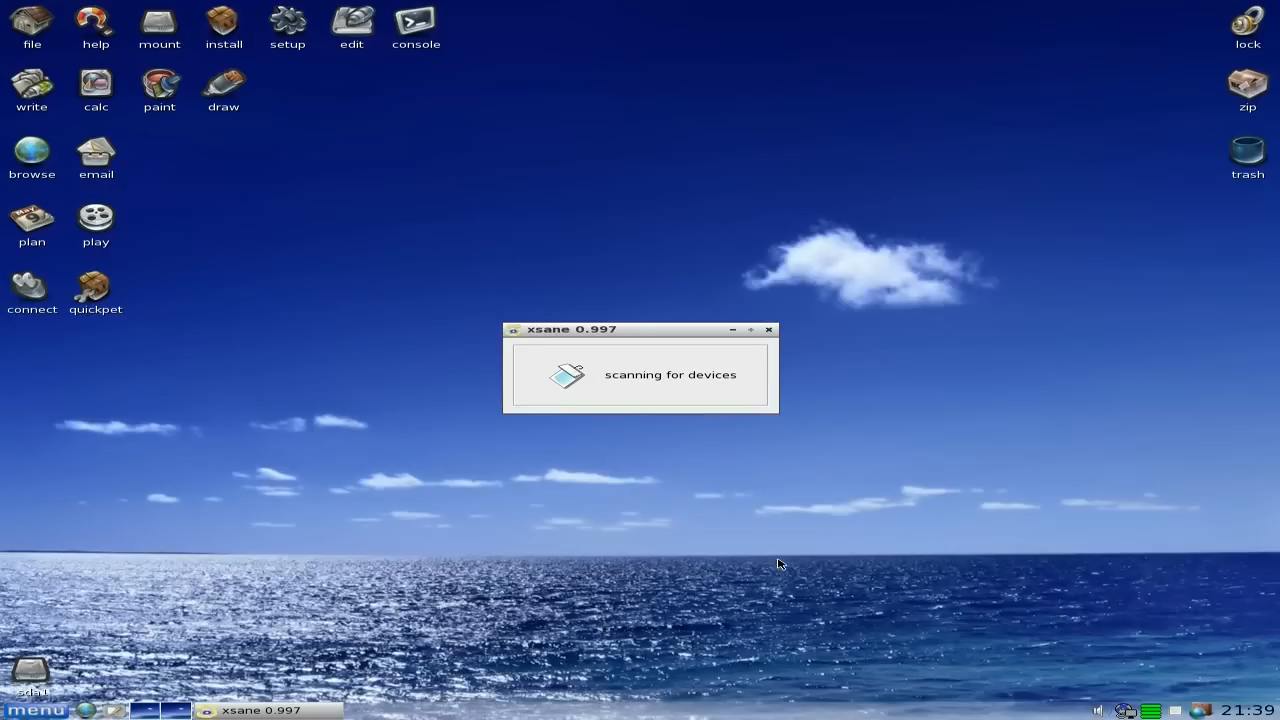 file help mount install setup edit console lock
write calc paint draw zip
browse email trash
plan play
connect quickpet
xsane 0.997
scanning for devices
sda1
menu xsane 0.997 21:39